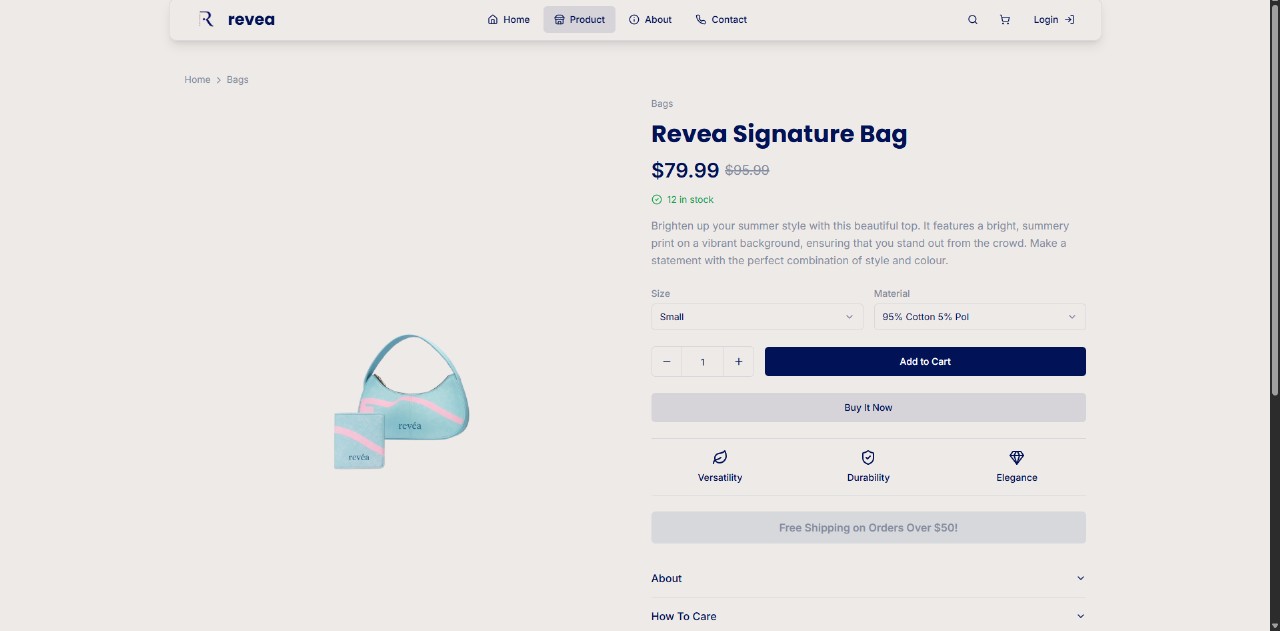 revea
Home
Product
About
Contact
Login
Home > Bags
Bags
Revea Signature Bag
$79.99 $95.99
12 in stock
Brighten up your summer style with this beautiful top. It features a bright, summery
print on a vibrant background, ensuring that you stand out from the crowd. Make a
statement with the perfect combination of style and colour.
Size
Material
Small
95% Cotton 5% Pol
1
Add to Cart
Buy It Now
revéa
revéa
Versatility
Durability
Elegance
Free Shipping on Orders Over $50!
About
How To Care